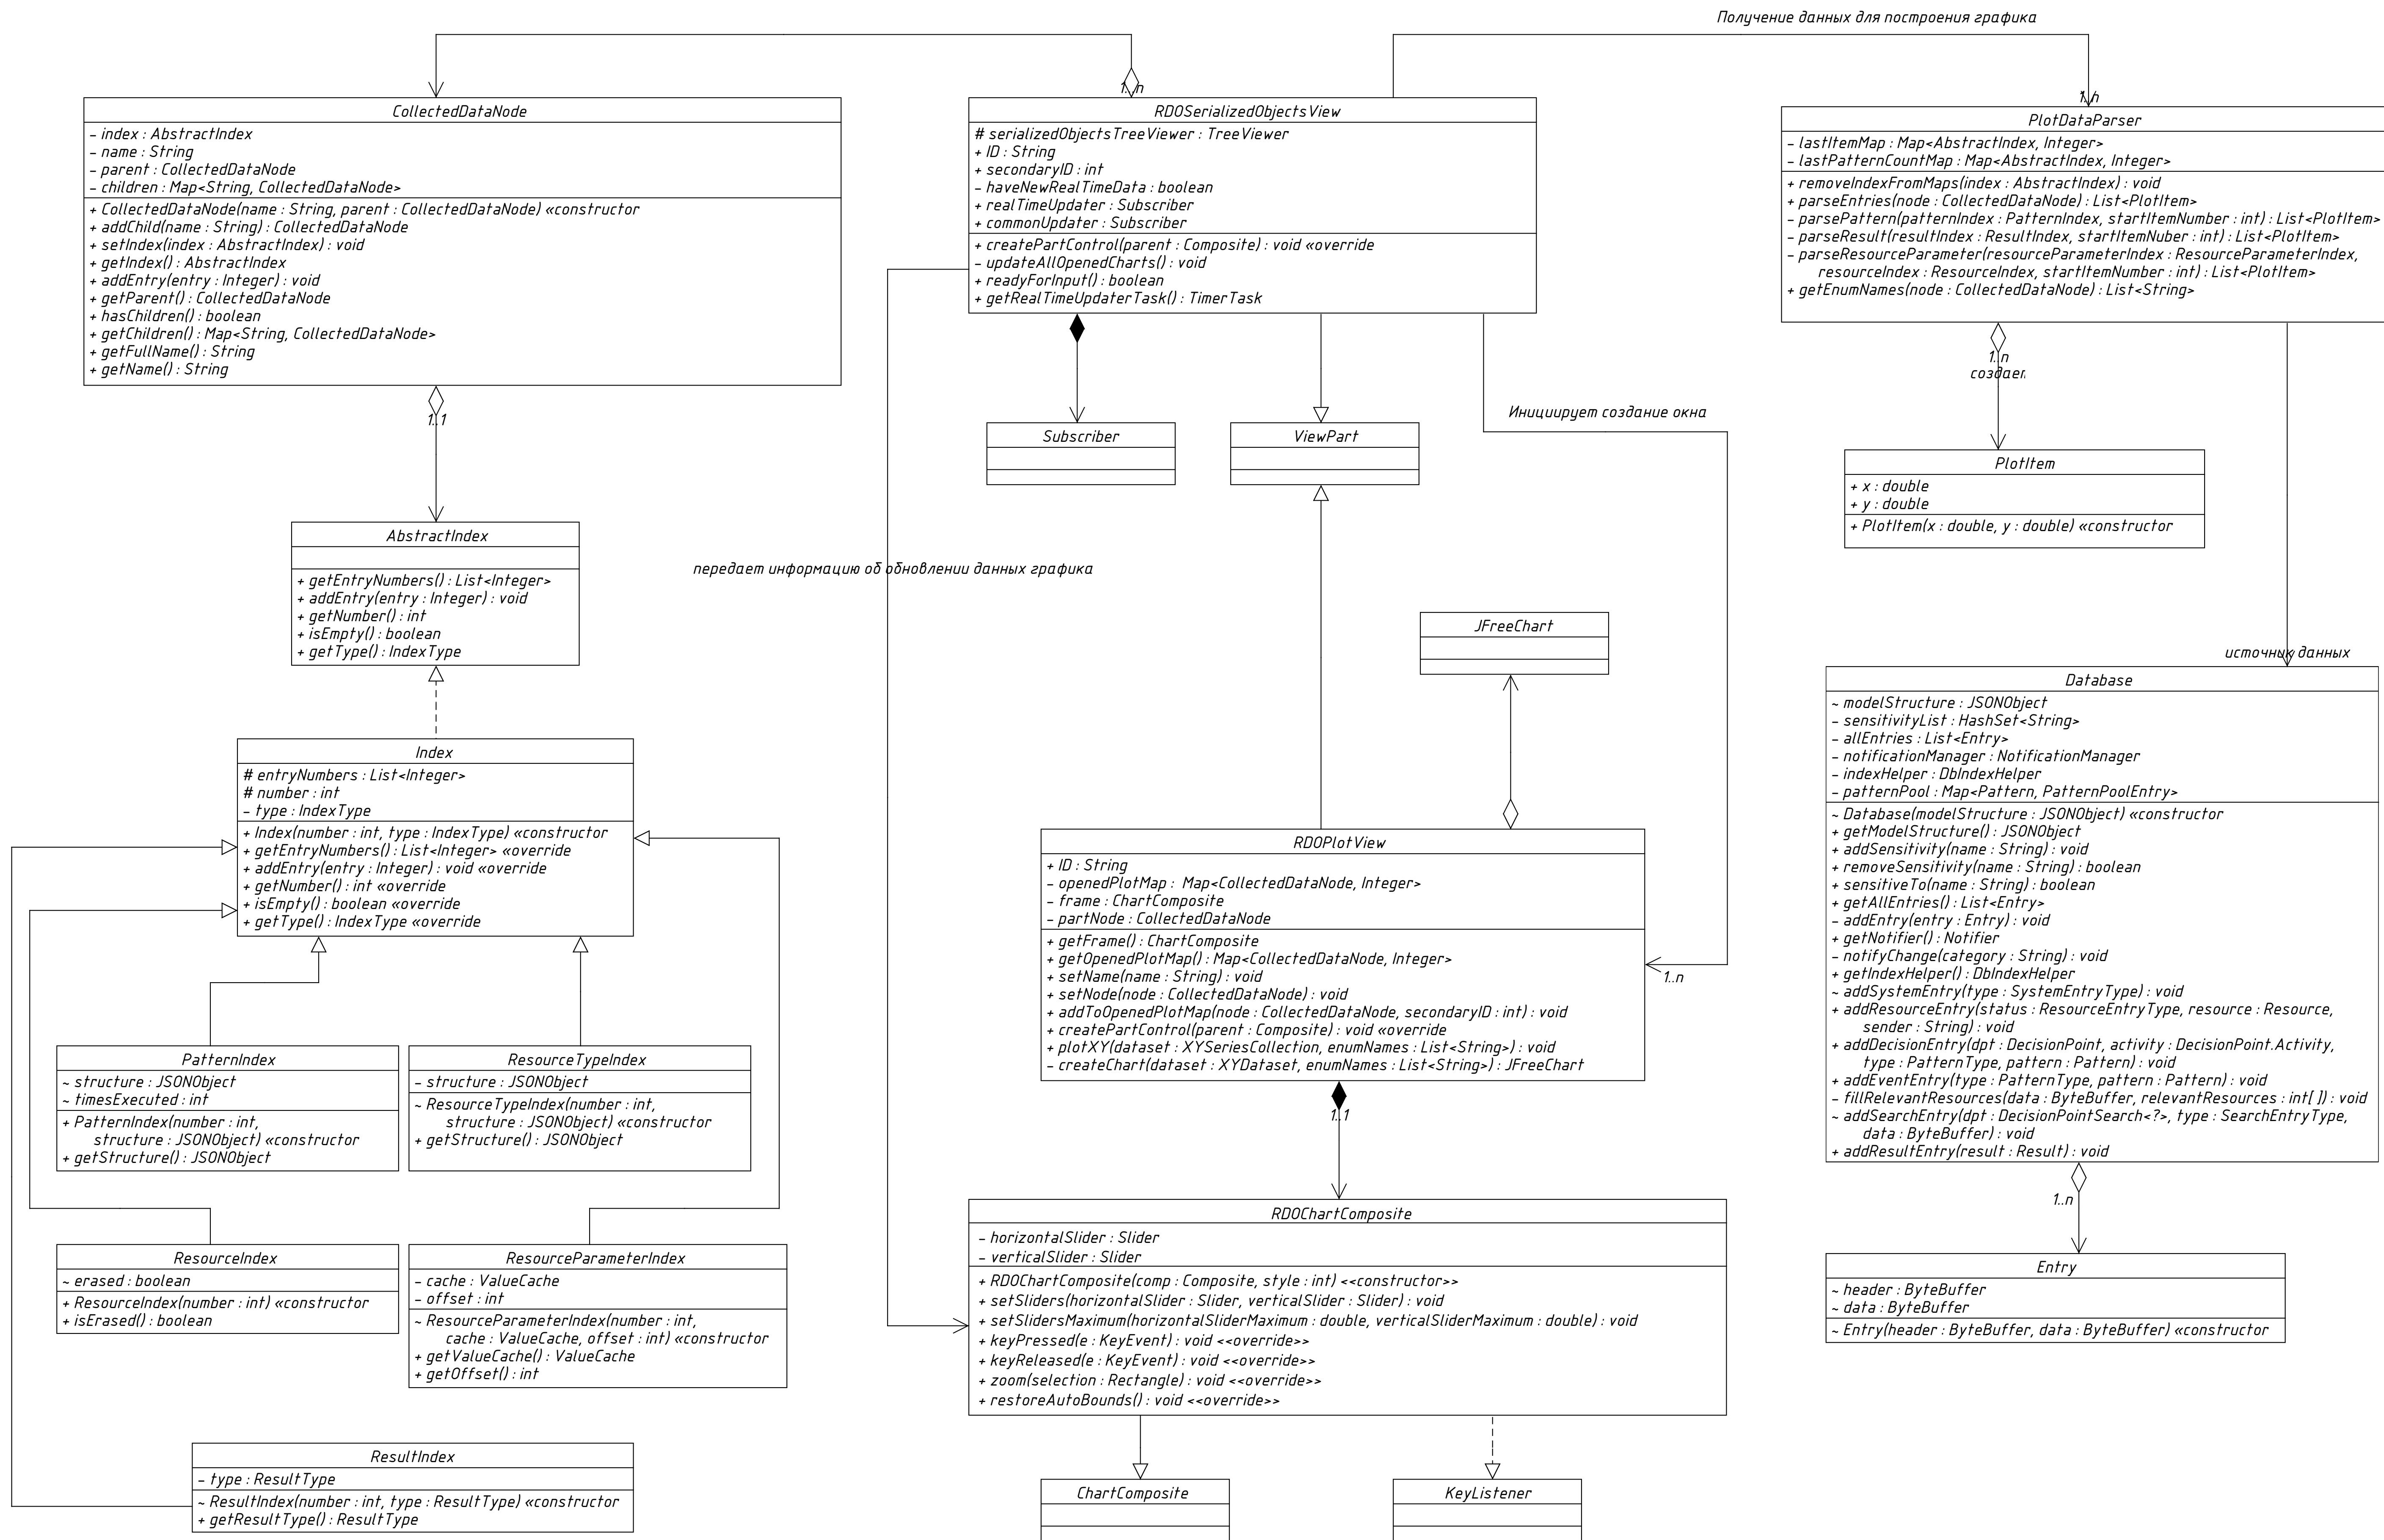 Получение данных для построения графика
1..n
CollectedDataNode
- index : AbstractIndex
- name : String
- parent : CollectedDataNode
- children : Map<String, CollectedDataNode>
+ CollectedDataNode(name : String, parent : CollectedDataNode) «constructor
+ addChild(name : String) : CollectedDataNode
+ setIndex(index : AbstractIndex) : void
+ getIndex() : AbstractIndex
+ addEntry(entry : Integer) : void
+ getParent() : CollectedDataNode
+ hasChildren() : boolean
+ getChildren() : Map<String, CollectedDataNode>
+ getFullName() : String
+ getName() : String
1..1
RDOSerializedObjectsView
# serializedObjectsTreeViewer : TreeViewer
+ ID : String
+ secondaryID : int
- haveNewRealTimeData : boolean
+ realTimeUpdater : Subscriber
+ commonUpdater : Subscriber
+ createPartControl(parent : Composite) : void «override
- updateAllOpenedCharts() : void
+ readyForInput() : boolean
+ getRealTimeUpdaterTask() : TimerTask
1..n
PlotDataParser
- lastItemMap : Map<AbstractIndex, Integer>
- lastPatternCountMap : Map<AbstractIndex, Integer>
+ removeIndexFromMaps(index : AbstractIndex) : void
+ parseEntries(node : CollectedDataNode) : List<PlotItem>
- parsePattern(patternIndex : PatternIndex, startItemNumber : int) : List<PlotItem>
- parseResult(resultIndex : ResultIndex, startItemNuber : int) : List<PlotItem>
- parseResourceParameter(resourceParameterIndex : ResourceParameterIndex,
resourceIndex : ResourceIndex, startItemNumber : int) : List<PlotItem>
+ getEnumNames(node : CollectedDataNode) : List<String>
1..n
создает
Инициирует создание окна
Subscriber
ViewPart
PlotItem
+ x : double
+ y : double
+ PlotItem(x : double, y : double) «constructor
AbstractIndex
+ getEntryNumbers() : List<Integer>
+ addEntry(entry : Integer) : void
+ getNumber() : int
+ isEmpty() : boolean
+ getType() : IndexType
передает информацию об обновлении данных графика
JFreeChart
источник данных
Index
# entryNumbers : List<Integer>
# number : int
- type : IndexType
+ Index(number : int, type : IndexType) «constructor
+ getEntryNumbers() : List<Integer> «override
+ addEntry(entry : Integer) : void «override
+ getNumber() : int «override
+ isEmpty() : boolean «override
+ getType() : IndexType «override
RDOPlotView
+ ID : String
- openedPlotMap : Map<CollectedDataNode, Integer>
- frame : ChartComposite
- partNode : CollectedDataNode
+ getFrame() : ChartComposite
+ getOpenedPlotMap() : Map<CollectedDataNode, Integer>
+ setName(name : String) : void
+ setNode(node : CollectedDataNode) : void
+ addToOpenedPlotMap(node : CollectedDataNode, secondaryID : int) : void
+ createPartControl(parent : Composite) : void «override
+ plotXY(dataset : XYSeriesCollection, enumNames : List<String>) : void
- createChart(dataset : XYDataset, enumNames : List<String>) : JFreeChart
1..n
1..1
Database
~ modelStructure : JSONObject
- sensitivityList : HashSet<String>
- allEntries : List<Entry>
- notificationManager : NotificationManager
- indexHelper : DbIndexHelper
- patternPool : Map<Pattern, PatternPoolEntry>
~ Database(modelStructure : JSONObject) «constructor
+ getModelStructure() : JSONObject
+ addSensitivity(name : String) : void
+ removeSensitivity(name : String) : boolean
+ sensitiveTo(name : String) : boolean
+ getAllEntries() : List<Entry>
- addEntry(entry : Entry) : void
+ getNotifier() : Notifier
- notifyChange(category : String) : void
+ getIndexHelper() : DbIndexHelper
~ addSystemEntry(type : SystemEntryType) : void
+ addResourceEntry(status : ResourceEntryType, resource : Resource,
sender : String) : void
+ addDecisionEntry(dpt : DecisionPoint, activity : DecisionPoint.Activity,
type : PatternType, pattern : Pattern) : void
+ addEventEntry(type : PatternType, pattern : Pattern) : void
- fillRelevantResources(data : ByteBuffer, relevantResources : int[ ]) : void
~ addSearchEntry(dpt : DecisionPointSearch<?>, type : SearchEntryType,
data : ByteBuffer) : void
+ addResultEntry(result : Result) : void
1..n
PatternIndex
~ structure : JSONObject
~ timesExecuted : int
+ PatternIndex(number : int,
structure : JSONObject) «constructor
+ getStructure() : JSONObject
ResourceTypeIndex
- structure : JSONObject
~ ResourceTypeIndex(number : int,
structure : JSONObject) «constructor
+ getStructure() : JSONObject
ResourceIndex
~ erased : boolean
+ ResourceIndex(number : int) «constructor
+ isErased() : boolean
ResourceParameterIndex
- cache : ValueCache
- offset : int
~ ResourceParameterIndex(number : int,
cache : ValueCache, offset : int) «constructor
+ getValueCache() : ValueCache
+ getOffset() : int
RDOChartComposite
- horizontalSlider : Slider
- verticalSlider : Slider
+ RDOChartComposite(comp : Composite, style : int) <<constructor>>
+ setSliders(horizontalSlider : Slider, verticalSlider : Slider) : void
+ setSlidersMaximum(horizontalSliderMaximum : double, verticalSliderMaximum : double) : void
+ keyPressed(e : KeyEvent) : void <<override>>
+ keyReleased(e : KeyEvent) : void <<override>>
+ zoom(selection : Rectangle) : void <<override>>
+ restoreAutoBounds() : void <<override>>
Entry
~ header : ByteBuffer
~ data : ByteBuffer
~ Entry(header : ByteBuffer, data : ByteBuffer) «constructor
ResultIndex
- type : ResultType
~ ResultIndex(number : int, type : ResultType) «constructor
+ getResultType() : ResultType
ChartComposite
KeyListener